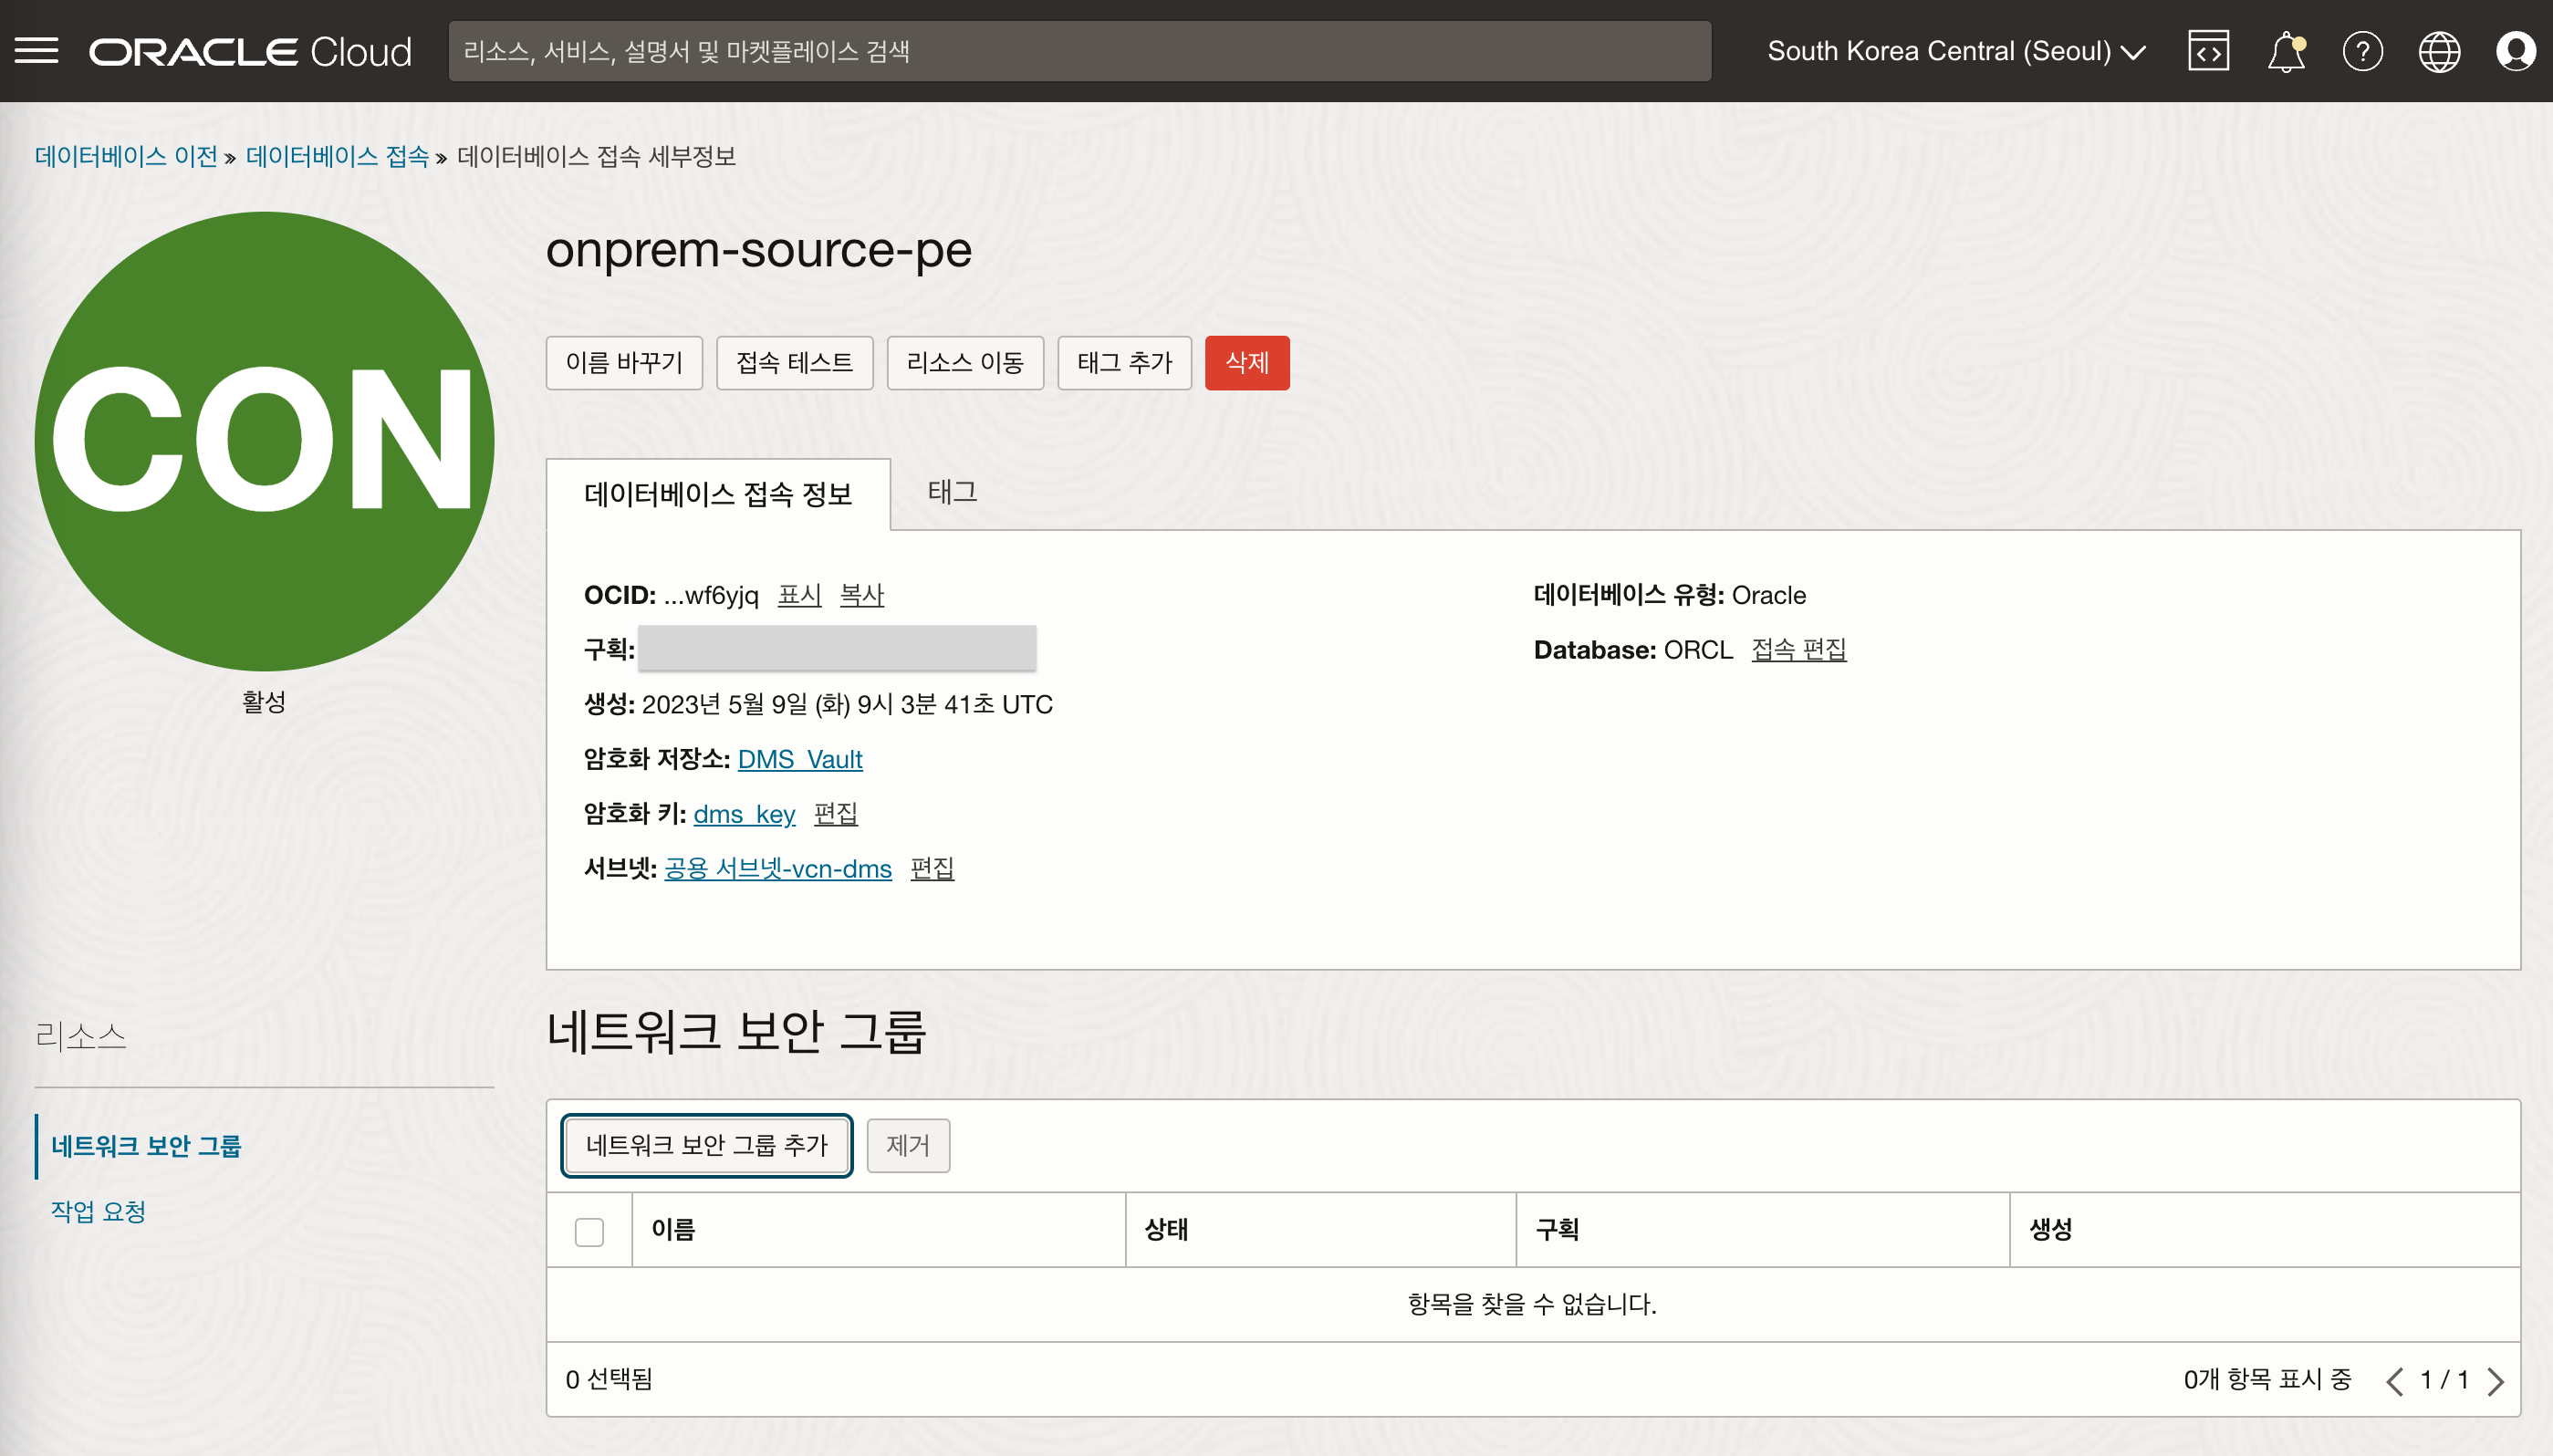 ORACLE Cloud
리소스, 서비스, 설명서 및 마켓플레이스 검색
South Korea Central (Seoul)
데이터베이스 이전 » 데이터베이스 접속 » 데이터베이스 접속 세부정보
CON
활성
onprem-source-pe
이름 바꾸기 접속 테스트 리소스 이동 태그 추가 삭제
데이터베이스 접속 정보 태그
OCID: ...wf6yjq 표시 복사
구획:
생성: 2023년 5월 9일 (화) 9시 3분 41초 UTC
암호화 저장소: DMS_Vault
암호화 키: dms_key 편집
서브넷: 공용 서브넷-vcn-dms 편집
데이터베이스 유형: Oracle
Database: ORCL 접속 편집
리소스
네트워크 보안 그룹
작업 요청
네트워크 보안 그룹
네트워크 보안 그룹 추가 제거
이름 상태 구획 생성
항목을 찾을 수 없습니다.
0 선택됨 0개 항목 표시 중 1 / 1